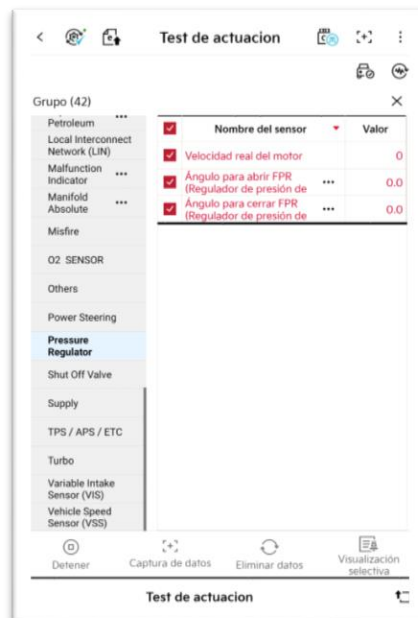 Test de actuacion
Grupo (42)
Petroleum
...
Local Interconnect
Network (LIN)
Malfunction
Indicator
...
Manifold
Absolute
...
Misfire
O2 SENSOR
Others
Power Steering
Pressure
Regulator
Shut Off Valve
Supply
TPS / APS / ETC
Turbo
Variable Intake
Sensor (VIS)
Vehicle Speed
Sensor (VSS)
Nombre del sensor
Valor
Velocidad real del motor
0
Ángulo para abrir FPR
(Regulador de presión de
...
0.0
Ángulo para cerrar FPR
(Regulador de presión de
...
0.0
Detener
Captura de datos
Eliminar datos
Visualización
selectiva
Test de actuacion